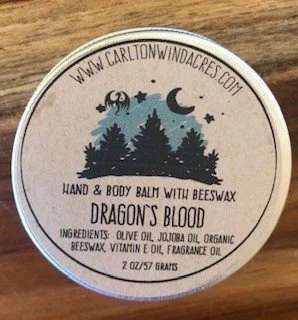 WWW.CARLTONWINDACRES.COM
HAND & BODY BALM WITH BEESWAX
DRAGON'S BLOOD
INGREDIENTS: OLIVE OIL, JOJOBA OIL, ORGANIC
BEESWAX, VITAMIN E OIL, FRAGRANCE OIL
2 OZ/57 GRAMS